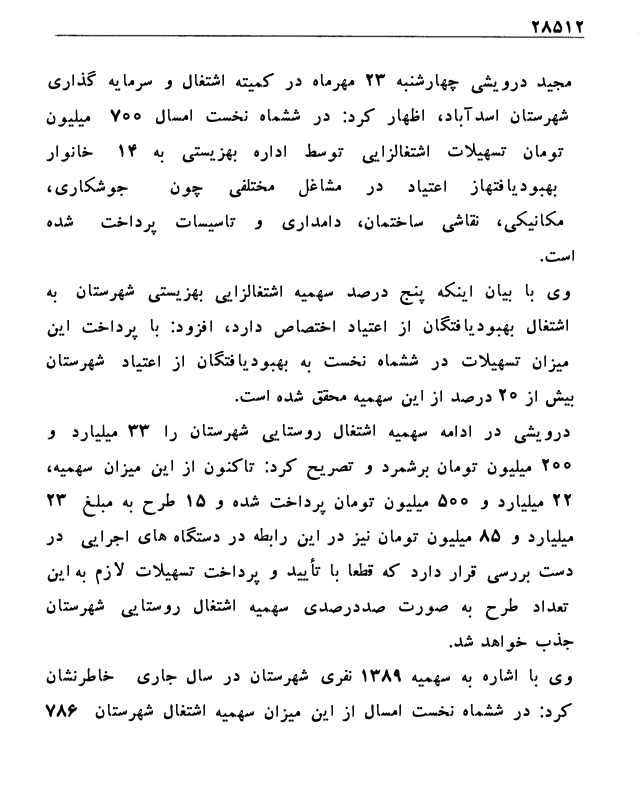 ۲۸۵۱۲
مجید درویشی چهارشنبه ۲۳ مهرماه در کمیته اشتغال و سرمایه گذاری
شهرستان اسدآباد، اظهار کرد: در ششماه نخست امسال ۷۰۰ میلیون
تومان تسهیلات اشتغالزایی توسط اداره بهزیستی به ۱۴ خانوار
بهبودیافتهاز اعتیاد در مشاغل مختلفی چون جوشکاری،
مکانیکی، نقاشی ساختمان، دامداری و تاسیسات پرداخت شده
است.
وی با بیان اینکه پنج درصد سهمیه اشتغالزایی بهزیستی شهرستان به
اشتغال بهبودیافتگان از اعتیاد اختصاص دارد، افزود: با پرداخت این
میزان تسهیلات در ششماه نخست به بهبودیافتگان از اعتیاد شهرستان
بیش از ۲۰ درصد از این سهمیه محقق شده است.
درویشی در ادامه سهمیه اشتغال روستایی شهرستان را ۳۳ میلیارد و
۲۰۰ میلیون تومان برشمرد و تصریح کرد: تاکنون از این میزان سهمیه،
۲۲ میلیارد و ۵۰۰ میلیون تومان پرداخت شده و ۱۵ طرح به مبلغ ۲۳
میلیارد و ۸۵ میلیون تومان نیز در این رابطه در دستگاه های اجرایی در
دست بررسی قرار دارد که قطعا با تأیید و پرداخت تسهیلات لازم به این
تعداد طرح به صورت صددرصدی سهمیه اشتغال روستایی شهرستان
جذب خواهد شد.
وی با اشاره به سهمیه ۱۳۸۹ نفری شهرستان در سال جاری خاطرنشان
کرد: در ششماه نخست امسال از این میزان سهمیه اشتغال شهرستان ۷۸۶